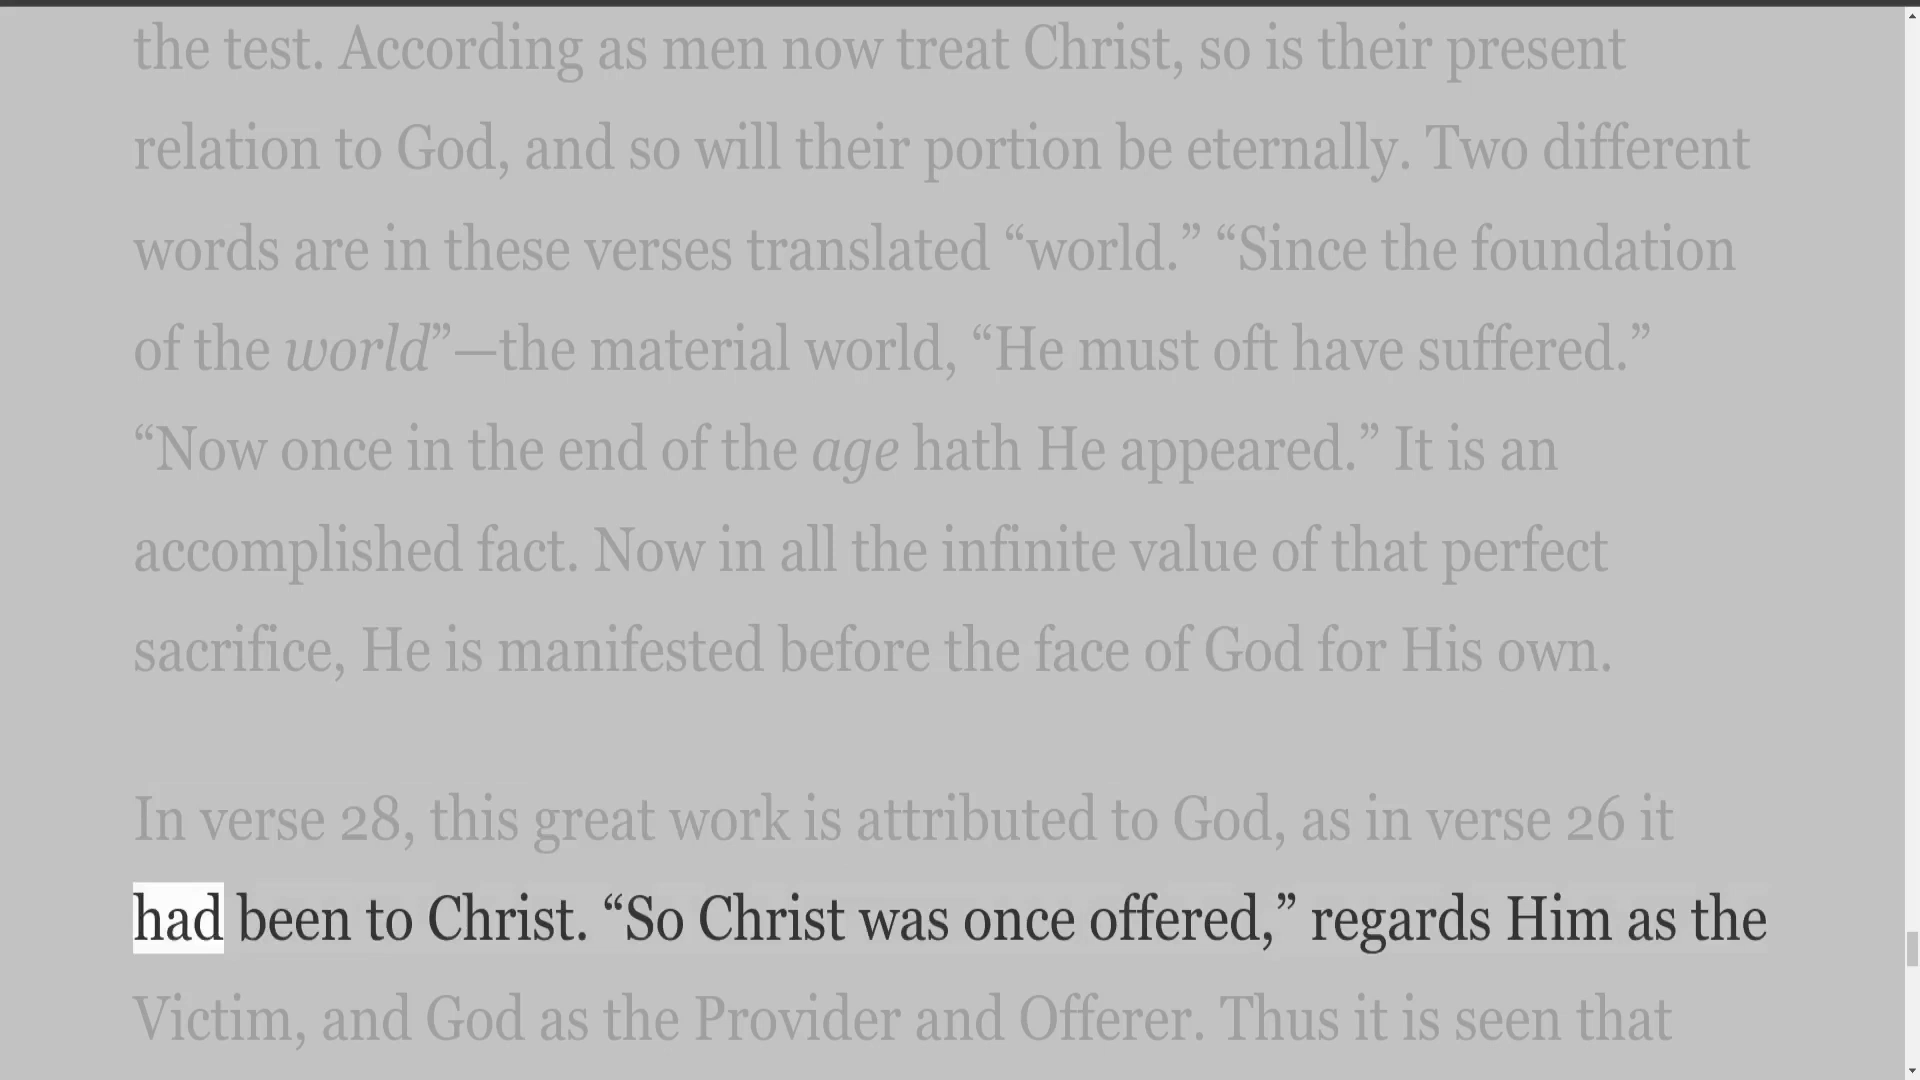 the test. According as men now treat Christ, so is their present
relation to God, and so will their portion be eternally. Two different
words are in these verses translated “world.” “Since the foundation
of the world”—the material world, “He must oft have suffered.”
“Now once in the end of the age hath He appeared.” It is an
accomplished fact. Now in all the infinite value of that perfect
sacrifice, He is manifested before the face of God for His own.
In verse 28, this great work is attributed to God, as in verse 26 it
had been to Christ. “So Christ was once offered,” regards Him as the
Victim, and God as the Provider and Offerer. Thus it is seen that